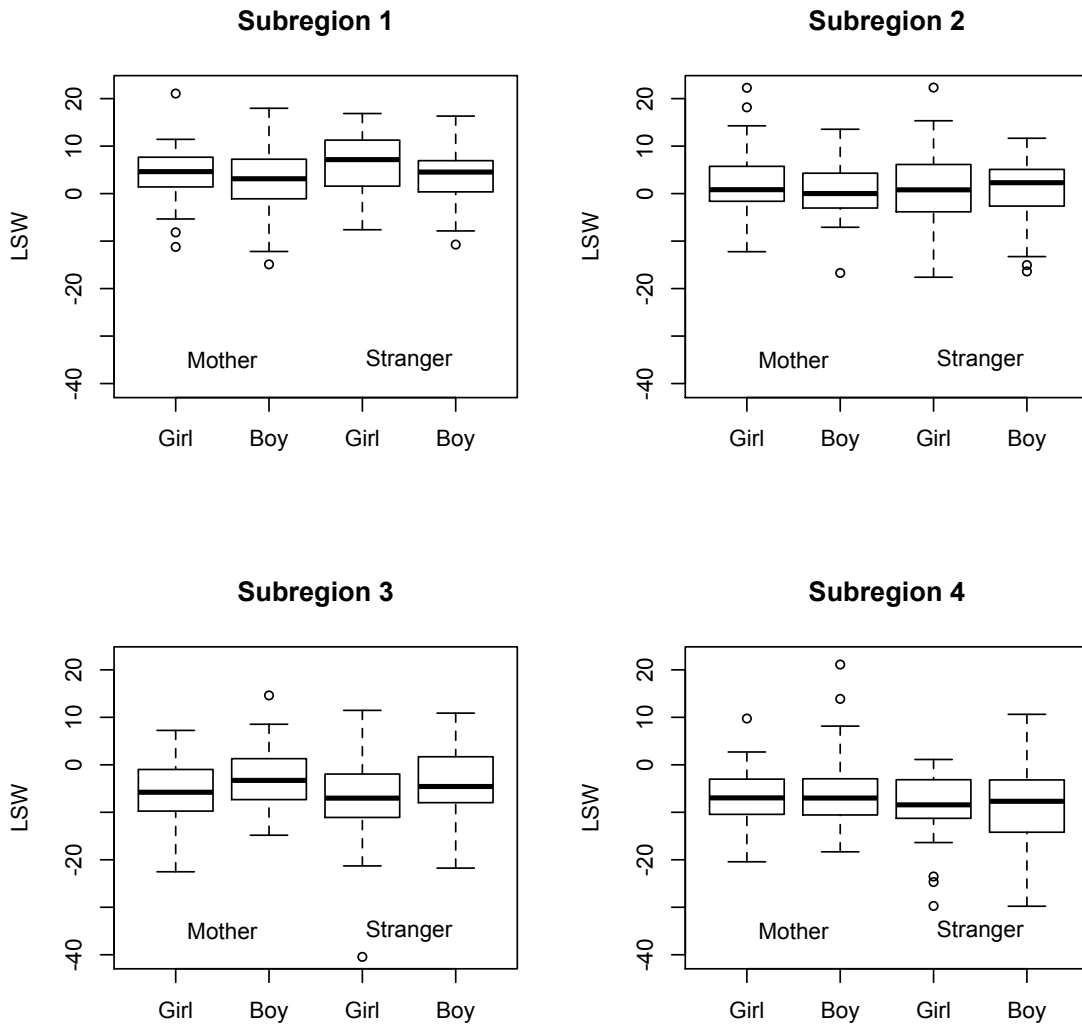 Subregion 1
LSW
20
10
0
-20
-40
Mother Stranger
Girl Boy Girl Boy
Subregion 2
LSW
20
10
0
-20
-40
Mother Stranger
Girl Boy Girl Boy
Subregion 3
LSW
20
10
0
-20
-40
Mother Stranger
Girl Boy Girl Boy
Subregion 4
LSW
20
10
0
-20
-40
Mother Stranger
Girl Boy Girl Boy